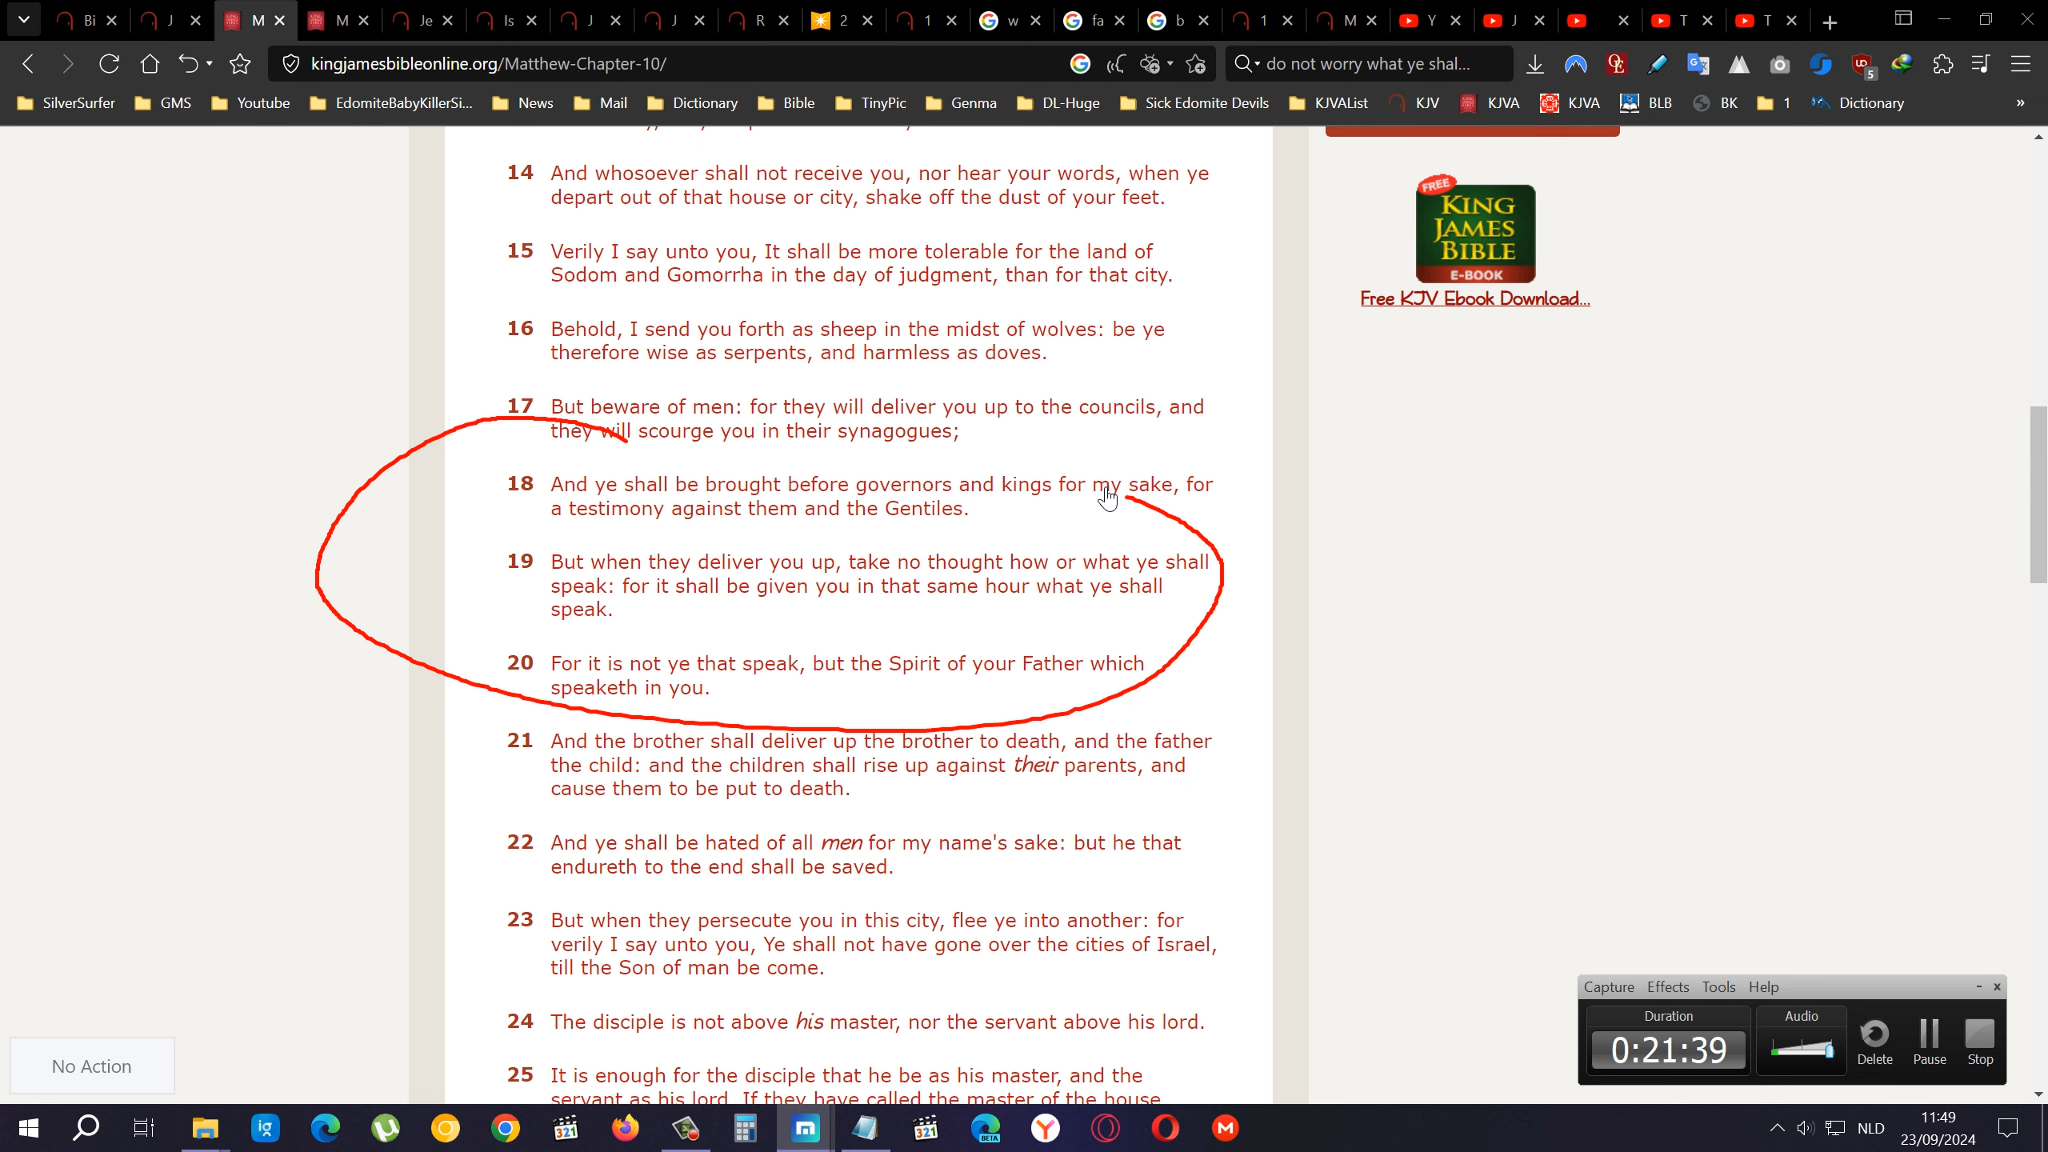 Bi
J
M
M
Je
Is
J
J
R
2
1
w
fa
b
1
M
Y
J
T
T
kingjamesbibleonline.org/Matthew-Chapter-10/
do not worry what ye shal...
SilverSurfer
GMS
Youtube
EdomiteBabyKillerSi...
News
Mail
Dictionary
Bible
TinyPic
Genma
DL-Huge
Sick Edomite Devils
KJVAList
KJV
KJVA
KJVA
BLB
BK
1
Dictionary
14 And whosoever shall not receive you, nor hear your words, when ye
depart out of that house or city, shake off the dust of your feet.
15 Verily I say unto you, It shall be more tolerable for the land of
Sodom and Gomorrha in the day of judgment, than for that city.
16 Behold, I send you forth as sheep in the midst of wolves: be ye
therefore wise as serpents, and harmless as doves.
17 But beware of men: for they will deliver you up to the councils, and
they will scourge you in their synagogues;
18 And ye shall be brought before governors and kings for my sake, for
a testimony against them and the Gentiles.
19 But when they deliver you up, take no thought how or what ye shall
speak: for it shall be given you in that same hour what ye shall
speak.
20 For it is not ye that speak, but the Spirit of your Father which
speaketh in you.
21 And the brother shall deliver up the brother to death, and the father
the child: and the children shall rise up against their parents, and
cause them to be put to death.
22 And ye shall be hated of all men for my name's sake: but he that
endureth to the end shall be saved.
23 But when they persecute you in this city, flee ye into another: for
verily I say unto you, Ye shall not have gone over the cities of Israel,
till the Son of man be come.
24 The disciple is not above his master, nor the servant above his lord.
25 It is enough for the disciple that he be as his master, and the
servant as his lord. If they have called the master of the house
FREE
KING
JAMES
BIBLE
E-BOOK
Free KJV Ebook Download...
No Action
Capture Effects Tools Help
Duration
0:21:39
Audio
Delete
Pause
Stop
NLD
11:49
23/09/2024